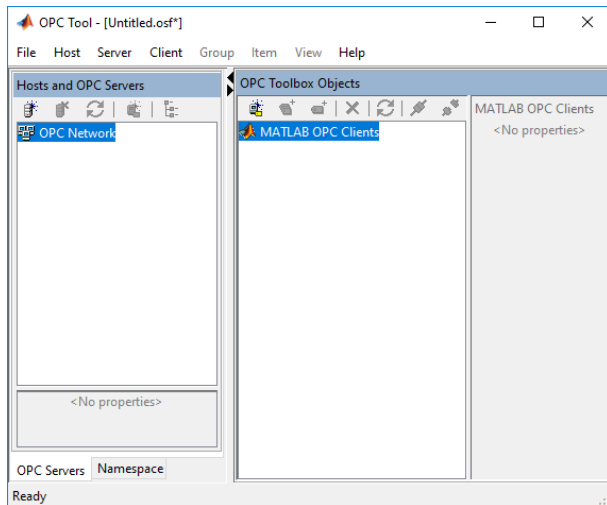 OPC Tool - [Untitled.osf*]
File Host Server Client Group Item View Help
Hosts and OPC Servers
OPC Network
<No properties>
OPC Servers Namespace
OPC Toolbox Objects
MATLAB OPC Clients
MATLAB OPC Clients
<No properties>
Ready